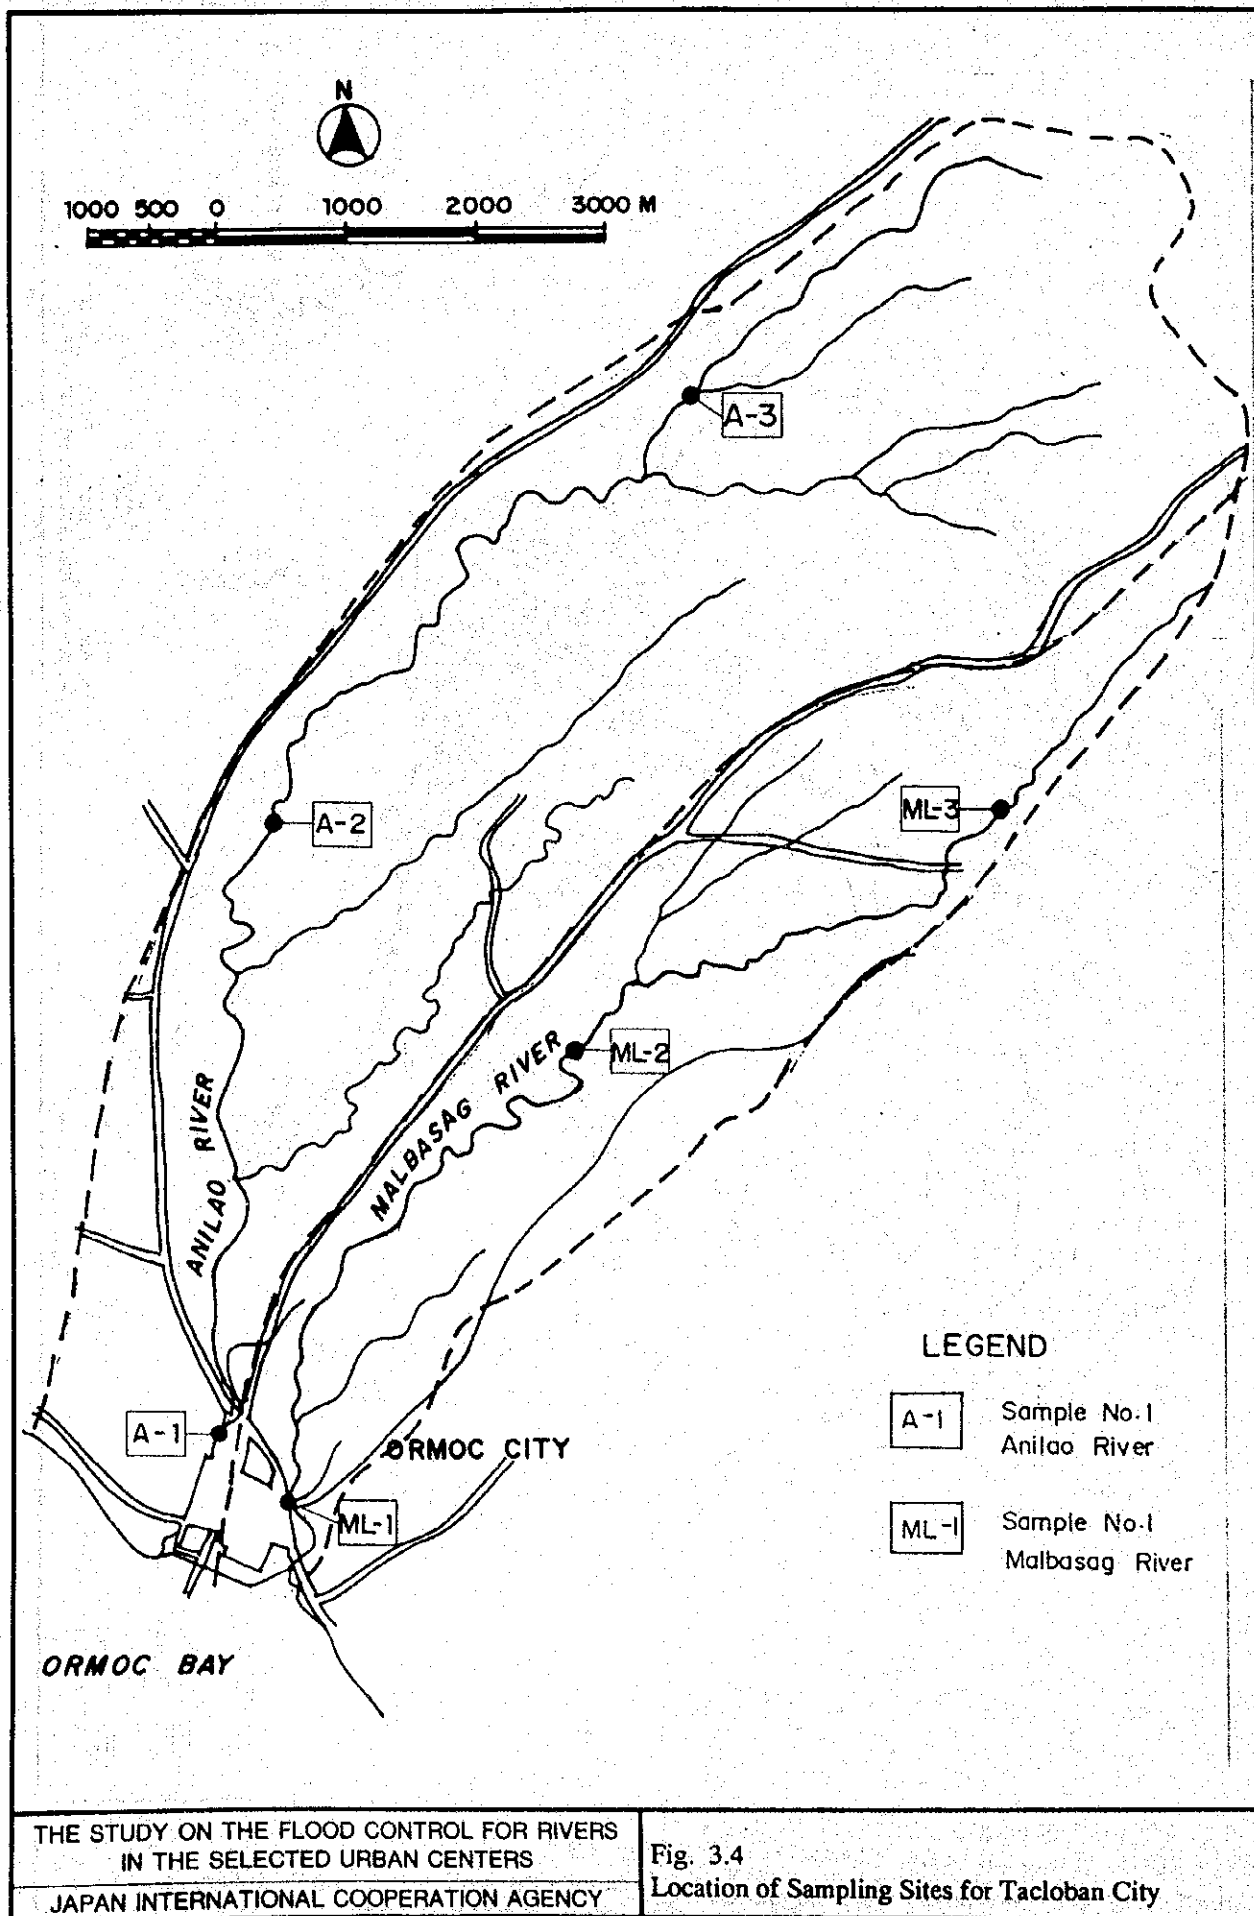 N
1000 500 0 1000 2000 3000 M
A-3
A-2
ML-3
ML-2
MALBASAG RIVER
ANILAO RIVER
A-1
ORMOC CITY
ML-1
ORMOC BAY
LEGEND
A-1 Sample No.1
Anilao River
ML-1 Sample No.1
Malbasag River
THE STUDY ON THE FLOOD CONTROL FOR RIVERS
IN THE SELECTED URBAN CENTERS
JAPAN INTERNATIONAL COOPERATION AGENCY
Fig. 3.4
Location of Sampling Sites for Tacloban City